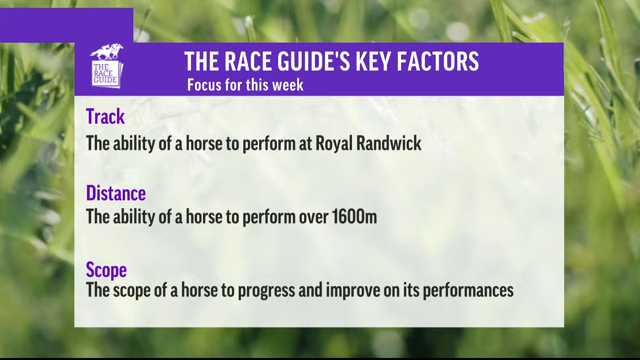 THE
RACE
GUIDE
THE RACE GUIDE'S KEY FACTORS
Focus for this week
Track
The ability of a horse to perform at Royal Randwick
Distance
The ability of a horse to perform over 1600m
Scope
The scope of a horse to progress and improve on its performances